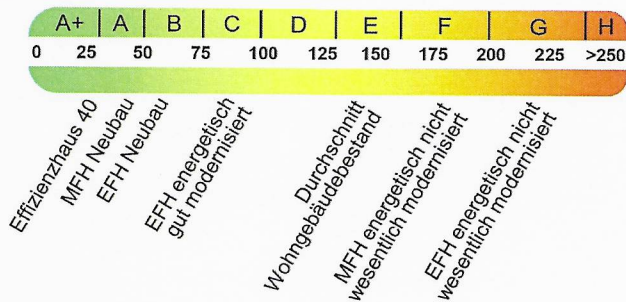 A+ A B C D E F G H
0 25 50 75 100 125 150 175 200 225 >250
Effizienzhaus 40
MFH Neubau
EFH Neubau
EFH energetisch
gut modernisiert
Durchschnitt
Wohngebäudebestand
MFH energetisch nicht
wesentlich modernisiert
EFH energetisch nicht
wesentlich modernisiert